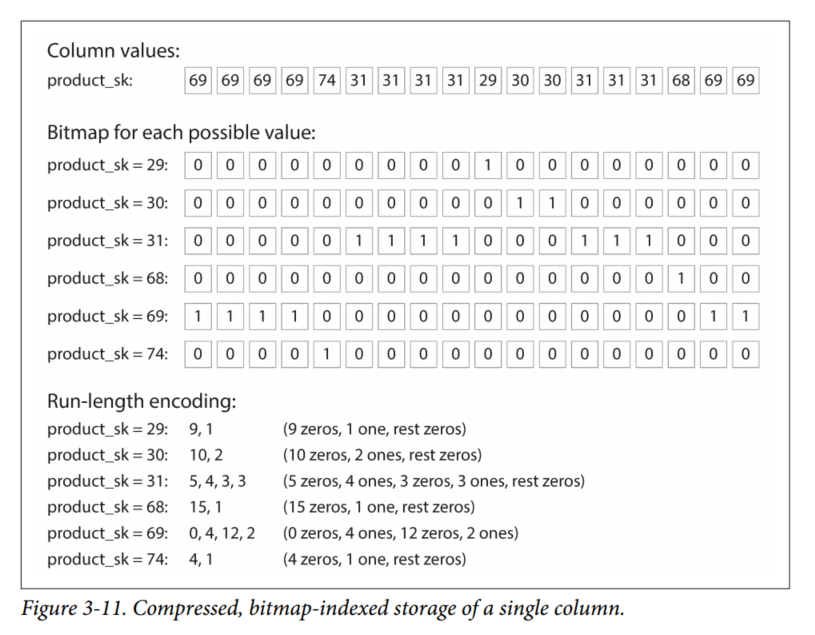 Column values:
product_sk: 69 69 69 69 74 31 31 31 31 29 30 30 31 31 31 68 69 69
Bitmap for each possible value:
product_sk = 29: 0 0 0 0 0 0 0 0 0 1 0 0 0 0 0 0 0 0
product_sk = 30: 0 0 0 0 0 0 0 0 0 0 1 1 0 0 0 0 0 0
product_sk = 31: 0 0 0 0 0 1 1 1 1 0 0 0 1 1 1 0 0 0
product_sk = 68: 0 0 0 0 0 0 0 0 0 0 0 0 0 0 0 1 0 0
product_sk = 69: 1 1 1 1 0 0 0 0 0 0 0 0 0 0 0 0 1 1
product_sk = 74: 0 0 0 0 1 0 0 0 0 0 0 0 0 0 0 0 0 0
Run-length encoding:
product_sk = 29: 9, 1 (9 zeros, 1 one, rest zeros)
product_sk = 30: 10, 2 (10 zeros, 2 ones, rest zeros)
product_sk = 31: 5, 4, 3, 3 (5 zeros, 4 ones, 3 zeros, 3 ones, rest zeros)
product_sk = 68: 15, 1 (15 zeros, 1 one, rest zeros)
product_sk = 69: 0, 4, 12, 2 (0 zeros, 4 ones, 12 zeros, 2 ones)
product_sk = 74: 4, 1 (4 zeros, 1 one, rest zeros)
Figure 3-11. Compressed, bitmap-indexed storage of a single column.